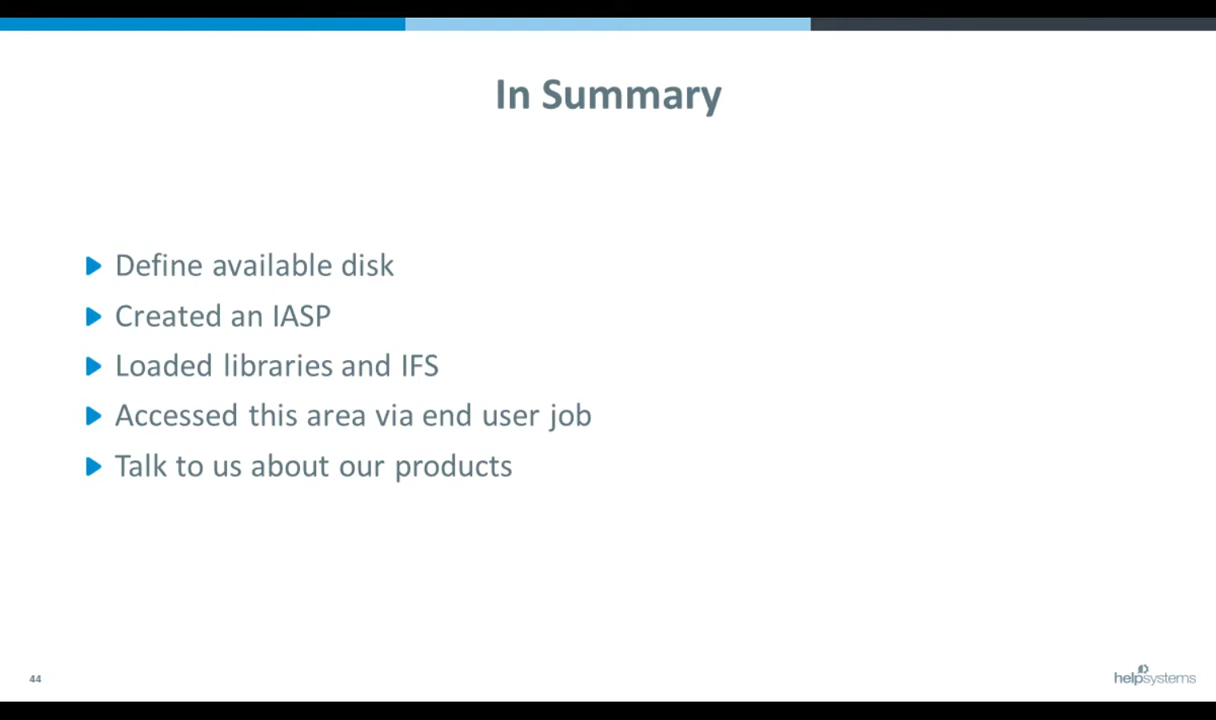 In Summary
Define available disk
Created an IASP
Loaded libraries and IFS
Accessed this area via end user job
Talk to us about our products
44
helpsystems